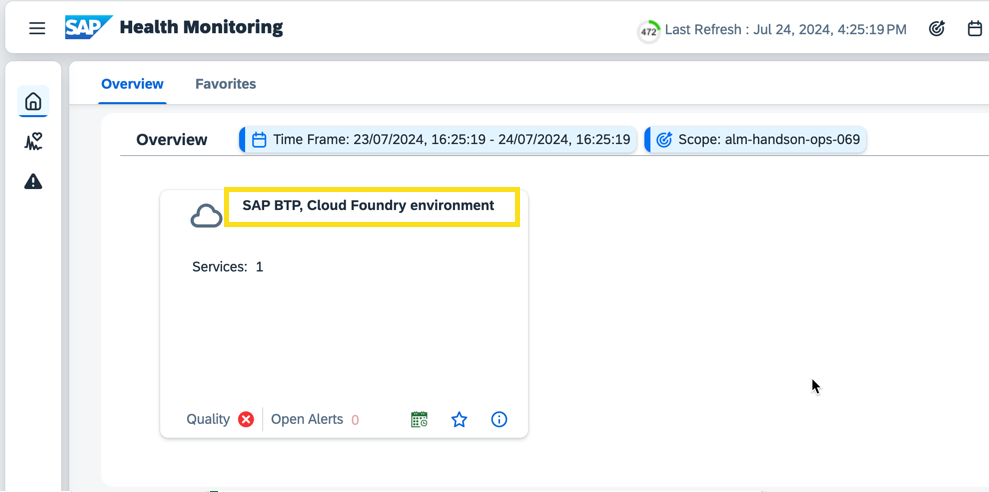 SAP Health Monitoring
472 Last Refresh : Jul 24, 2024, 4:25:19 PM
Overview Favorites
Overview Time Frame: 23/07/2024, 16:25:19 - 24/07/2024, 16:25:19 Scope: alm-handson-ops-069
SAP BTP, Cloud Foundry environment
Services: 1
Quality Open Alerts 0